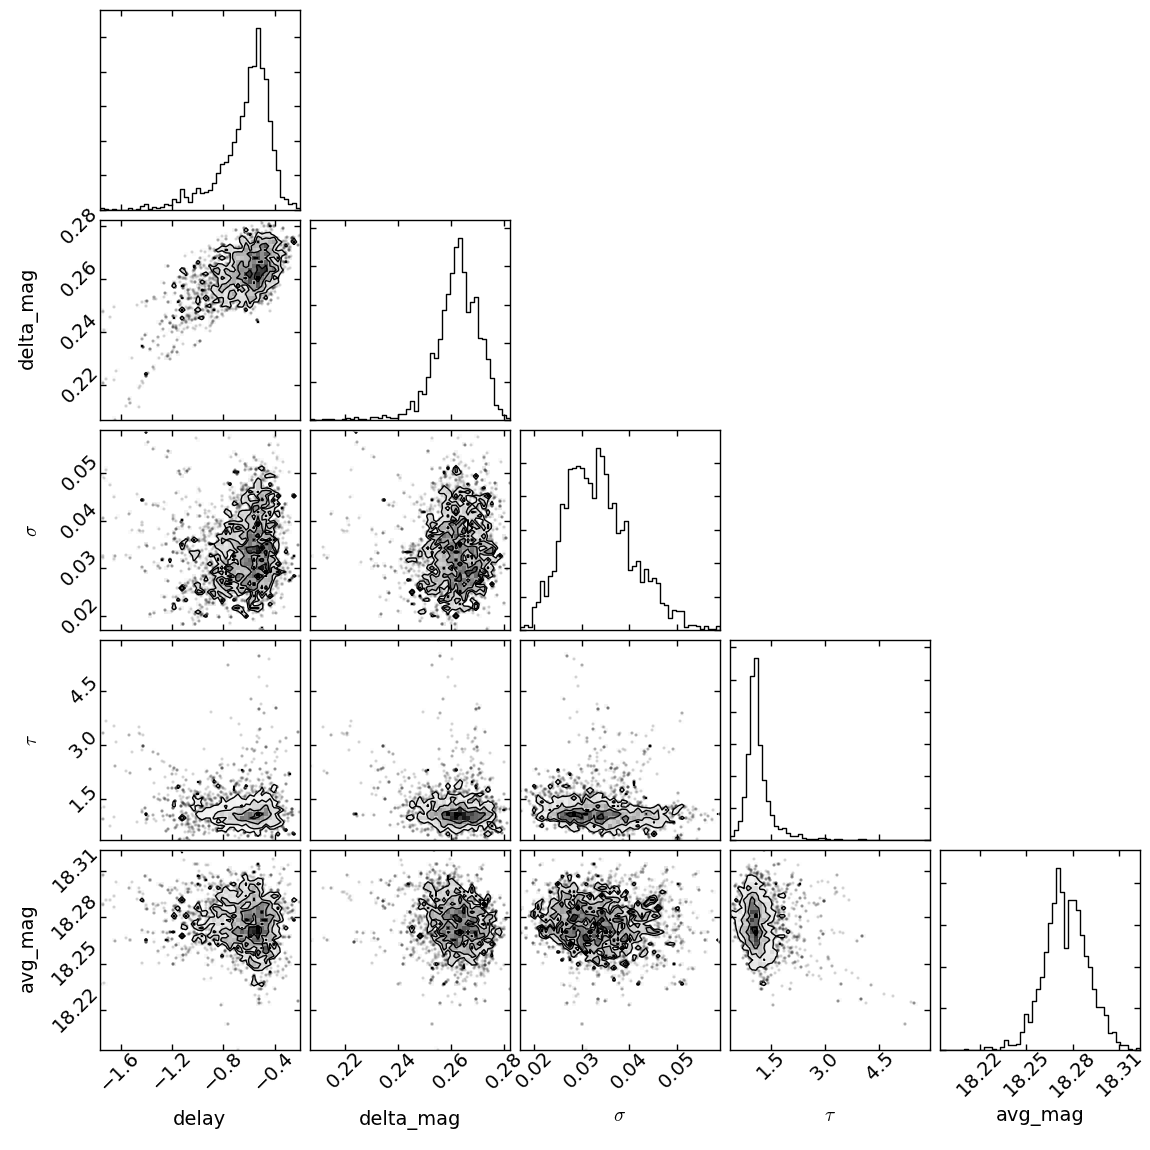 0.28
0.26
0.24
0.22
delta_mag
0.05
0.04
0.03
0.02
σ
4.5
3.0
1.5
τ
18.31
18.28
18.25
18.22
avg_mag
−1.6 −1.2 −0.8 −0.4
0.22 0.24 0.26 0.28
0.02 0.03 0.04 0.05
1.5 3.0 4.5
18.22 18.25 18.28 18.31
delay delta_mag σ τ avg_mag